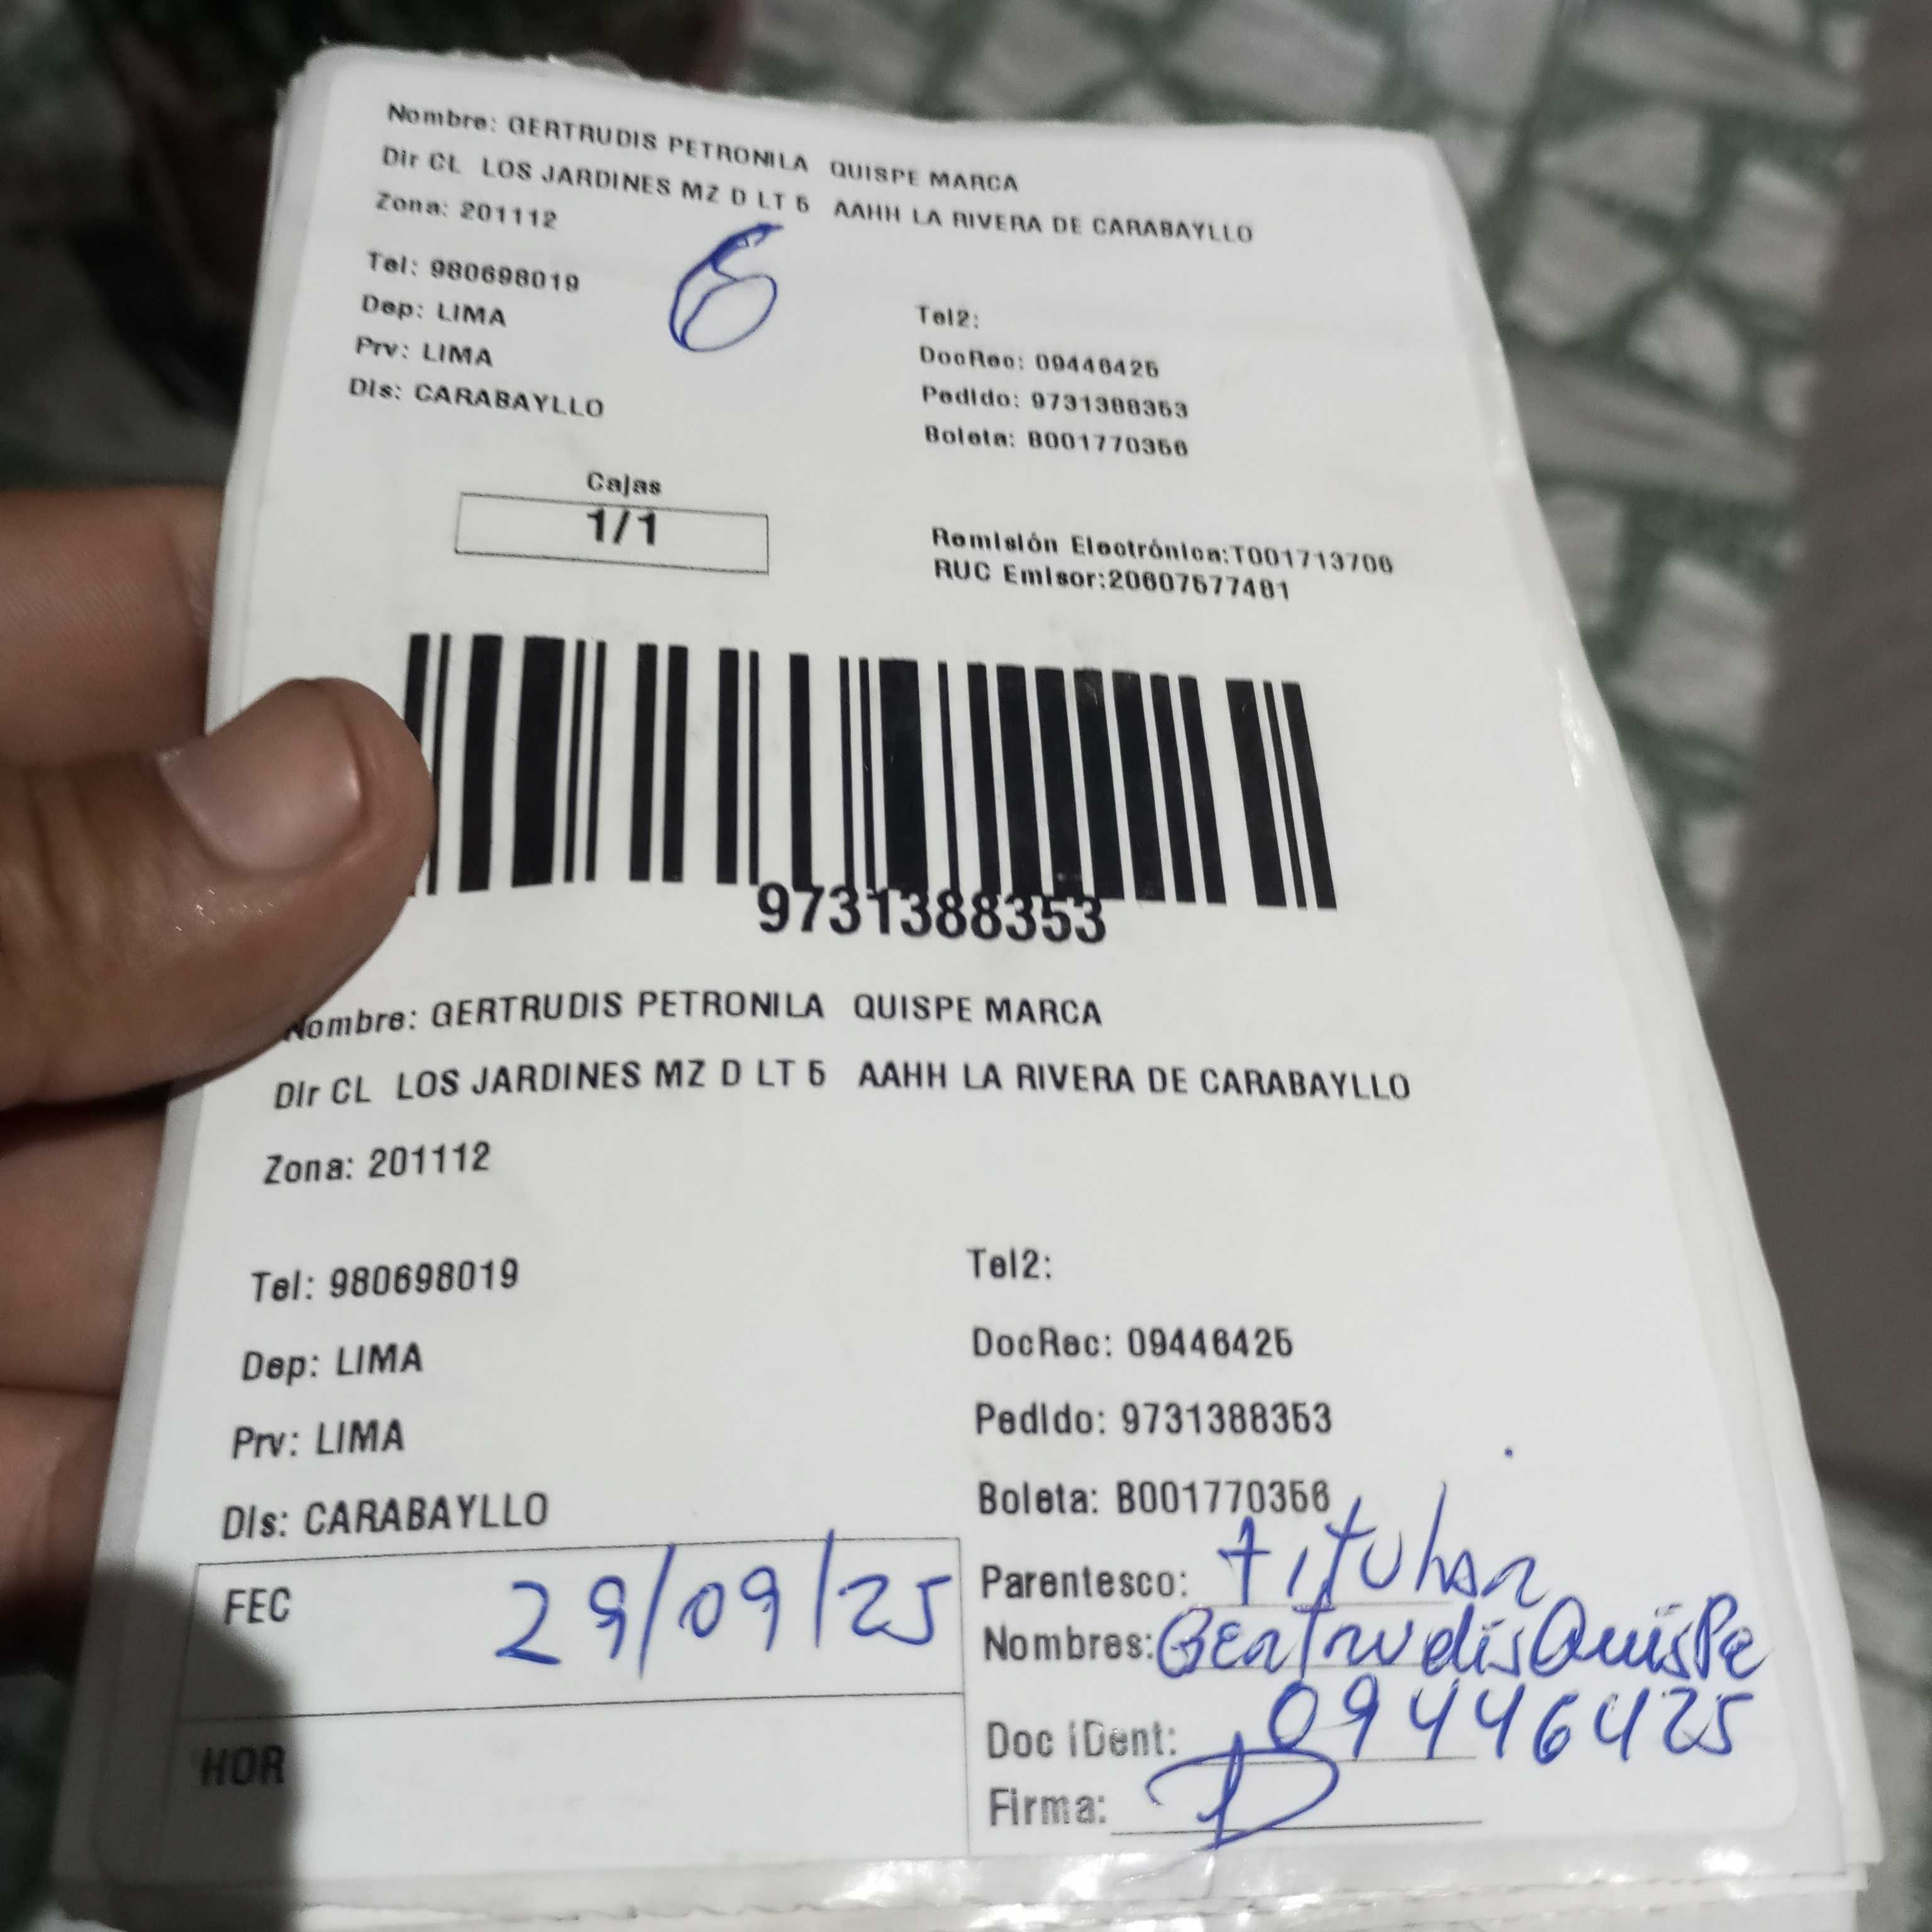 Nombre: GERTRUDIS PETRONILA QUISPE MARCA
Dir CL LOS JARDINES MZ D LT 5 AAHH LA RIVERA DE CARABAYLLO
Zona: 201112
6
Tel: 980698019
Tel2:
Dep: LIMA
DocRec: 09446425
Prv: LIMA
Pedido: 9731388353
Dis: CARABAYLLO
Boleta: B001770356
Cajas
1/1
Remisión Electrónica:T001713706
RUC Emisor:20607577481
9731388353
Nombre: GERTRUDIS PETRONILA QUISPE MARCA
Dir CL LOS JARDINES MZ D LT 5 AAHH LA RIVERA DE CARABAYLLO
Zona: 201112
Tel: 980698019
Tel2:
Dep: LIMA
DocRec: 09446425
Prv: LIMA
Pedido: 9731388353
Dis: CARABAYLLO
Boleta: B001770356
FEC 29/09/25
Parentesco: titular
Nombres: Gertrudis Quispe
HOR
Doc iDent: 09446425
Firma: